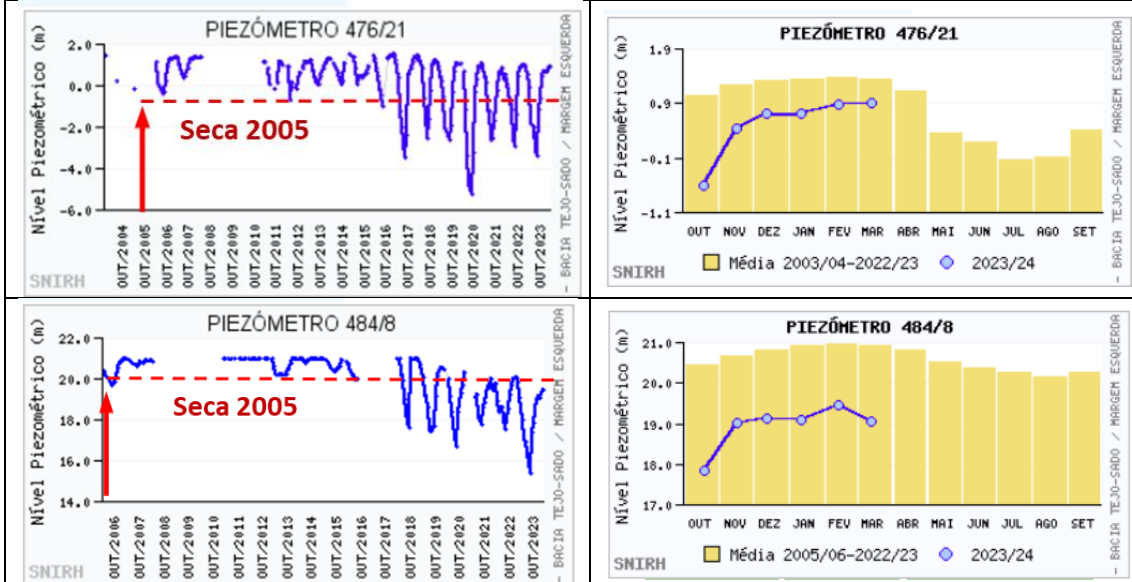 PIEZÓMETRO 476/21
Nível Piezométrico (m)
2.0
0.0
-2.0
-4.0
-6.0
Seca 2005
OUT/2004
OUT/2005
OUT/2006
OUT/2007
OUT/2008
OUT/2009
OUT/2010
OUT/2011
OUT/2012
OUT/2013
OUT/2014
OUT/2015
OUT/2016
OUT/2017
OUT/2018
OUT/2019
OUT/2020
OUT/2021
OUT/2022
OUT/2023
SNIRH
- BACIA TEJO-SADO / MARGEM ESQUERDA
PIEZÓMETRO 476/21
Nível Piezométrico (m)
1.9
0.9
-0.1
-1.1
OUT NOV DEZ JAN FEV MAR ABR MAI JUN JUL AGO SET
Média 2003/04-2022/23 2023/24
SNIRH
- BACIA TEJO-SADO / MARGEM ESQUERDA
PIEZÓMETRO 484/8
Nível Piezométrico (m)
22.0
20.0
18.0
16.0
14.0
Seca 2005
OUT/2006
OUT/2007
OUT/2008
OUT/2009
OUT/2010
OUT/2011
OUT/2012
OUT/2013
OUT/2014
OUT/2015
OUT/2016
OUT/2017
OUT/2018
OUT/2019
OUT/2020
OUT/2021
OUT/2022
OUT/2023
SNIRH
- BACIA TEJO-SADO / MARGEM ESQUERDA
PIEZÓMETRO 484/8
Nível Piezométrico (m)
21.0
20.0
19.0
18.0
17.0
OUT NOV DEZ JAN FEV MAR ABR MAI JUN JUL AGO SET
Média 2005/06-2022/23 2023/24
SNIRH
- BACIA TEJO-SADO / MARGEM ESQUERDA